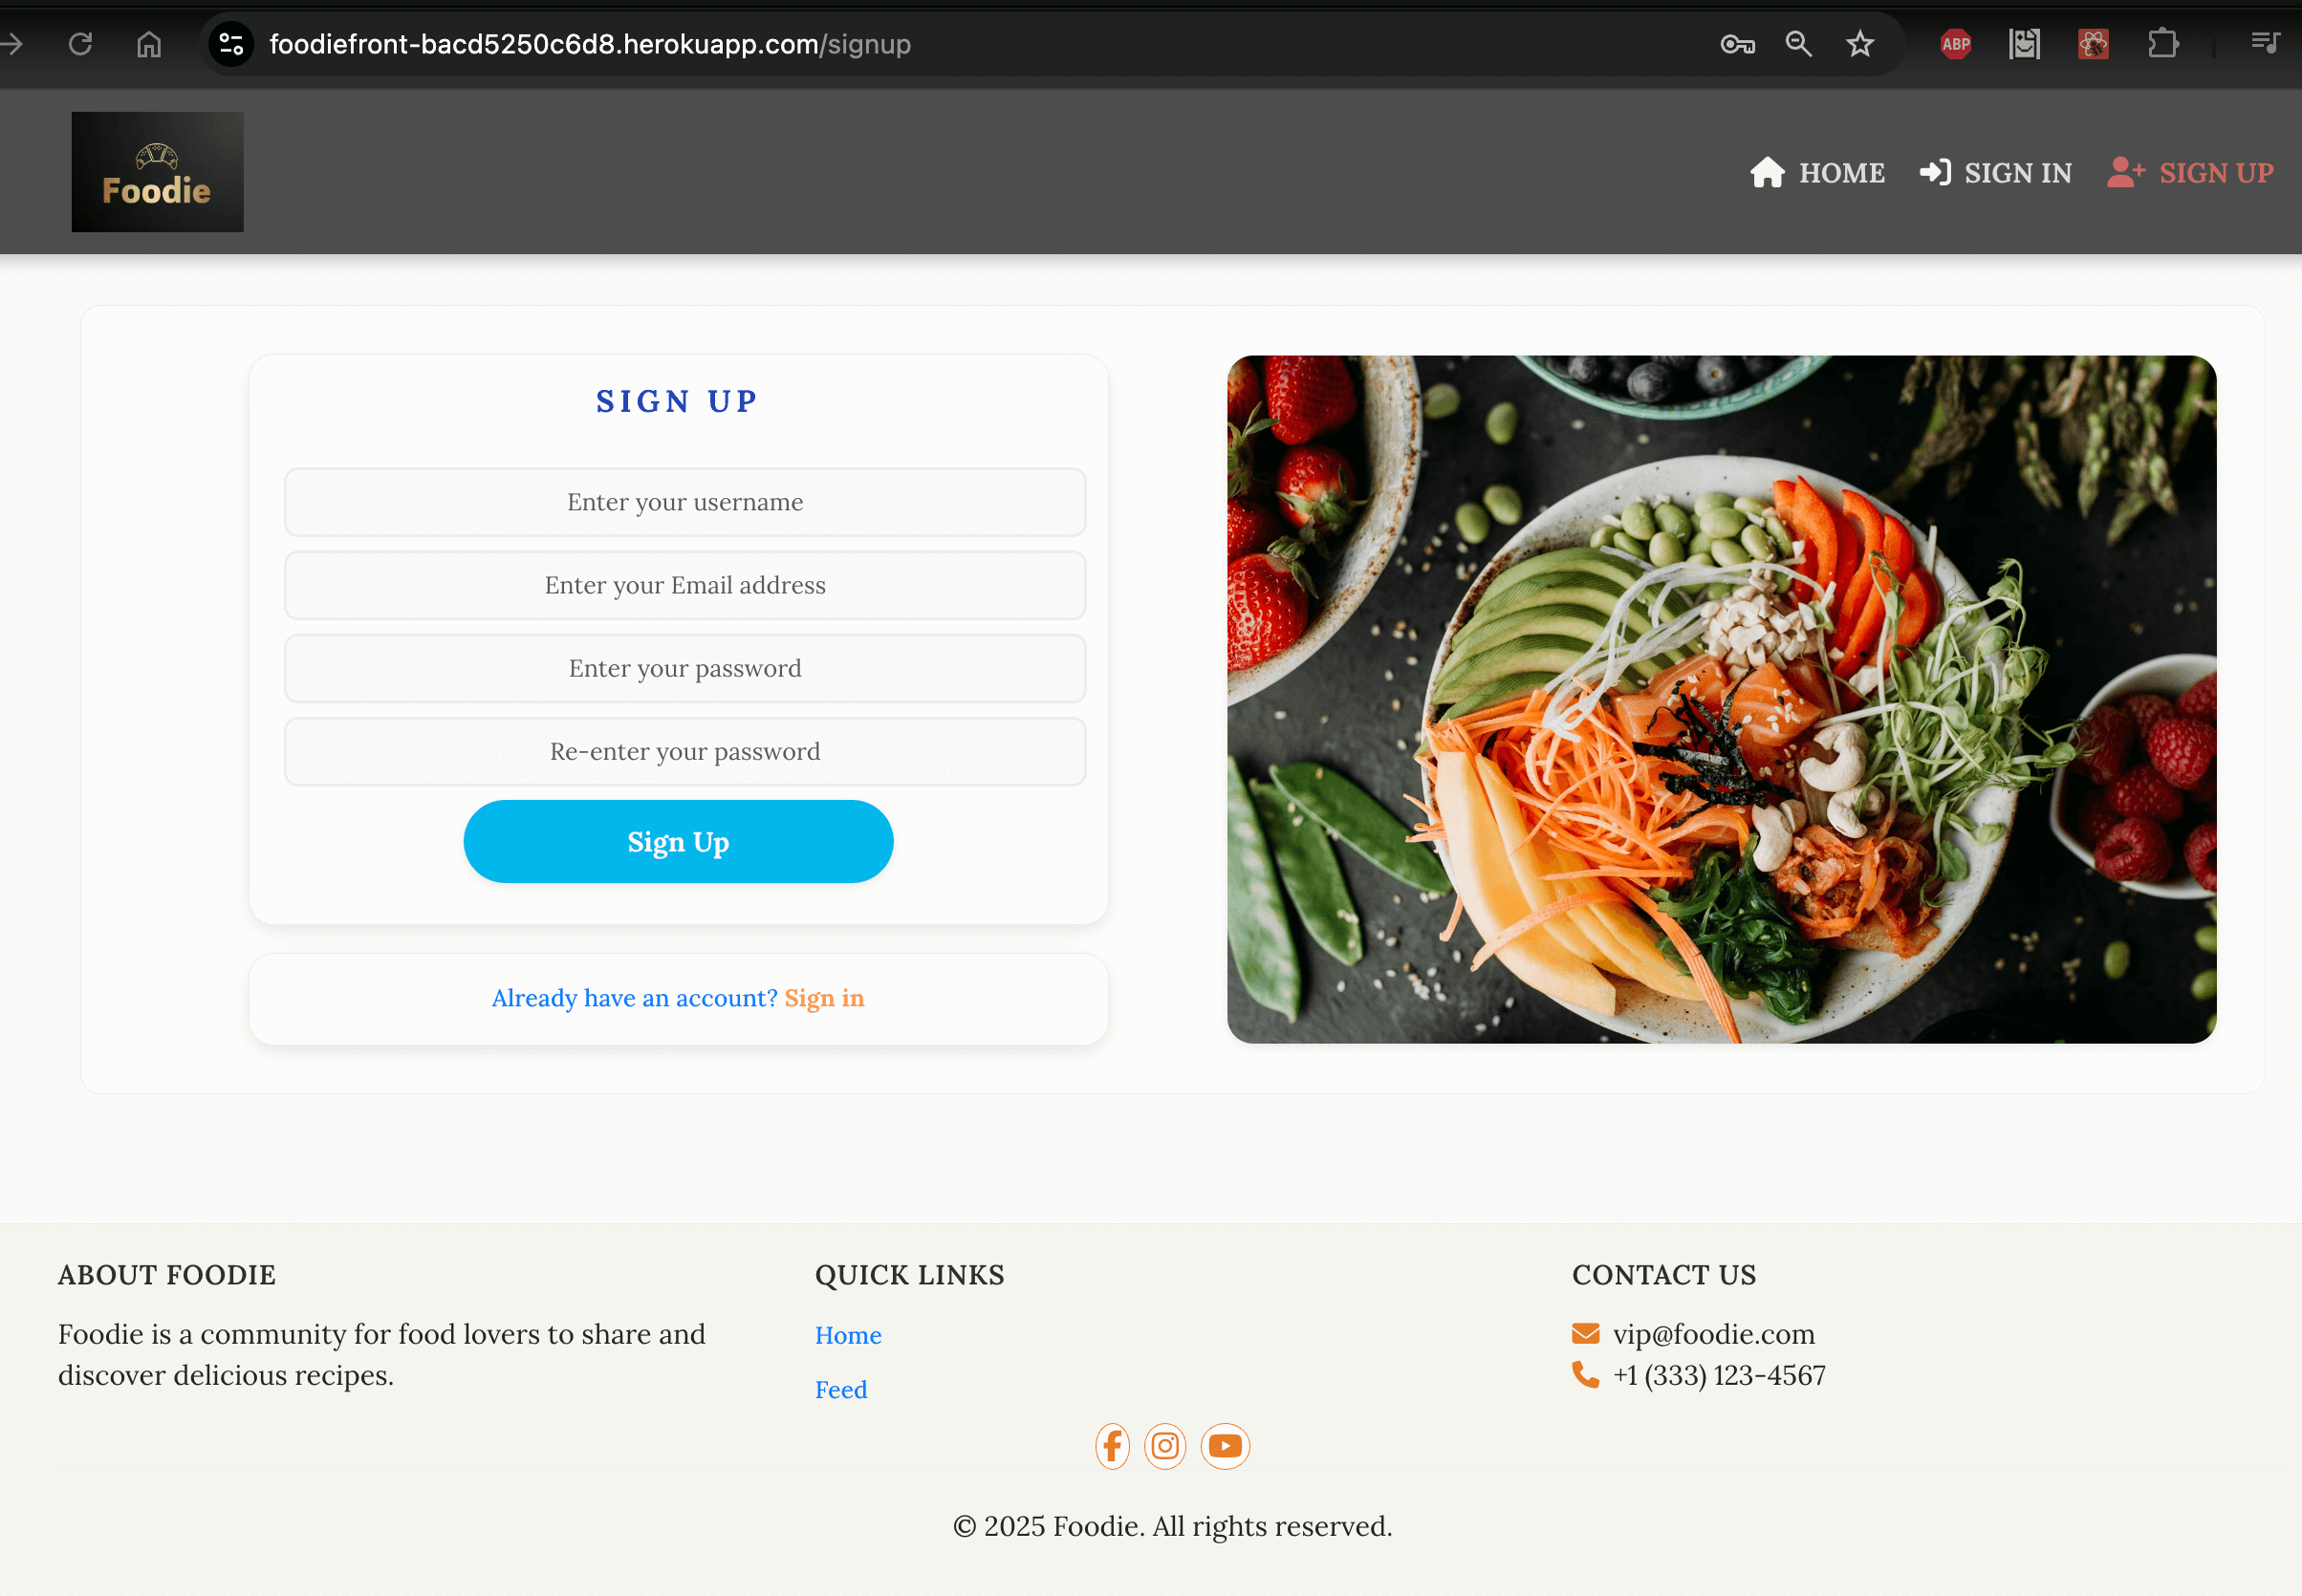 foodiefront-bacd5250c6d8.herokuapp.com/signup
ABP
Foodie
HOME
SIGN IN
SIGN UP
SIGN UP
Enter your username
Enter your Email address
Enter your password
Re-enter your password
Sign Up
Already have an account? Sign in
ABOUT FOODIE
Foodie is a community for food lovers to share and
discover delicious recipes.
QUICK LINKS
Home
Feed
CONTACT US
vip@foodie.com
+1 (333) 123-4567
© 2025 Foodie. All rights reserved.